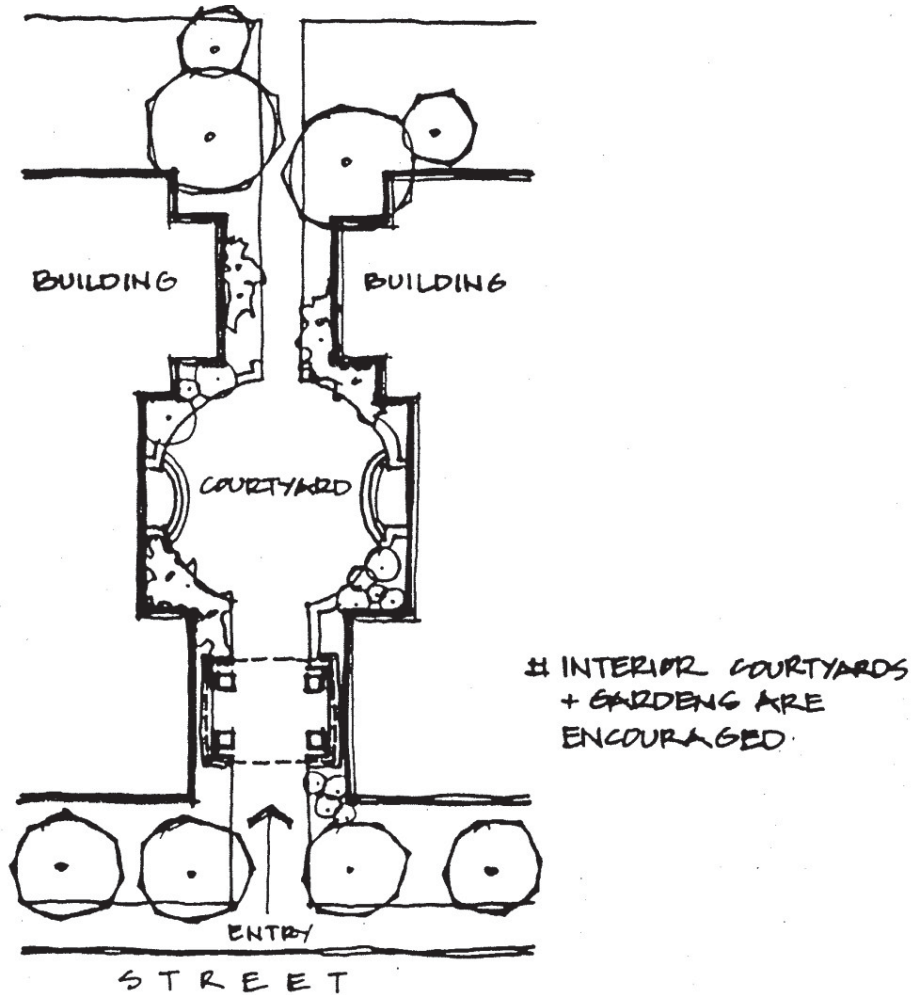 BUILDING
BUILDING
COURTYARD
# INTERIOR COURTYARDS
+ GARDENS ARE
ENCOURAGED.
ENTRY
STREET